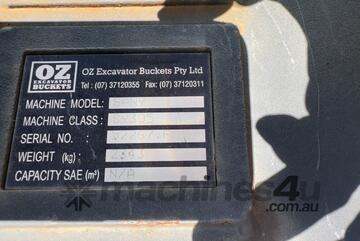 OZ
EXCAVATOR
BUCKETS
OZ Excavator Buckets Pty Ltd
Tel : (07) 37120355 Fax: (07) 37120311
MACHINE MODEL:
MACHINE CLASS :
SERIAL NO.
WEIGHT (kg) :
CAPACITY SAE (m³) N/A
machines4u
.com.au